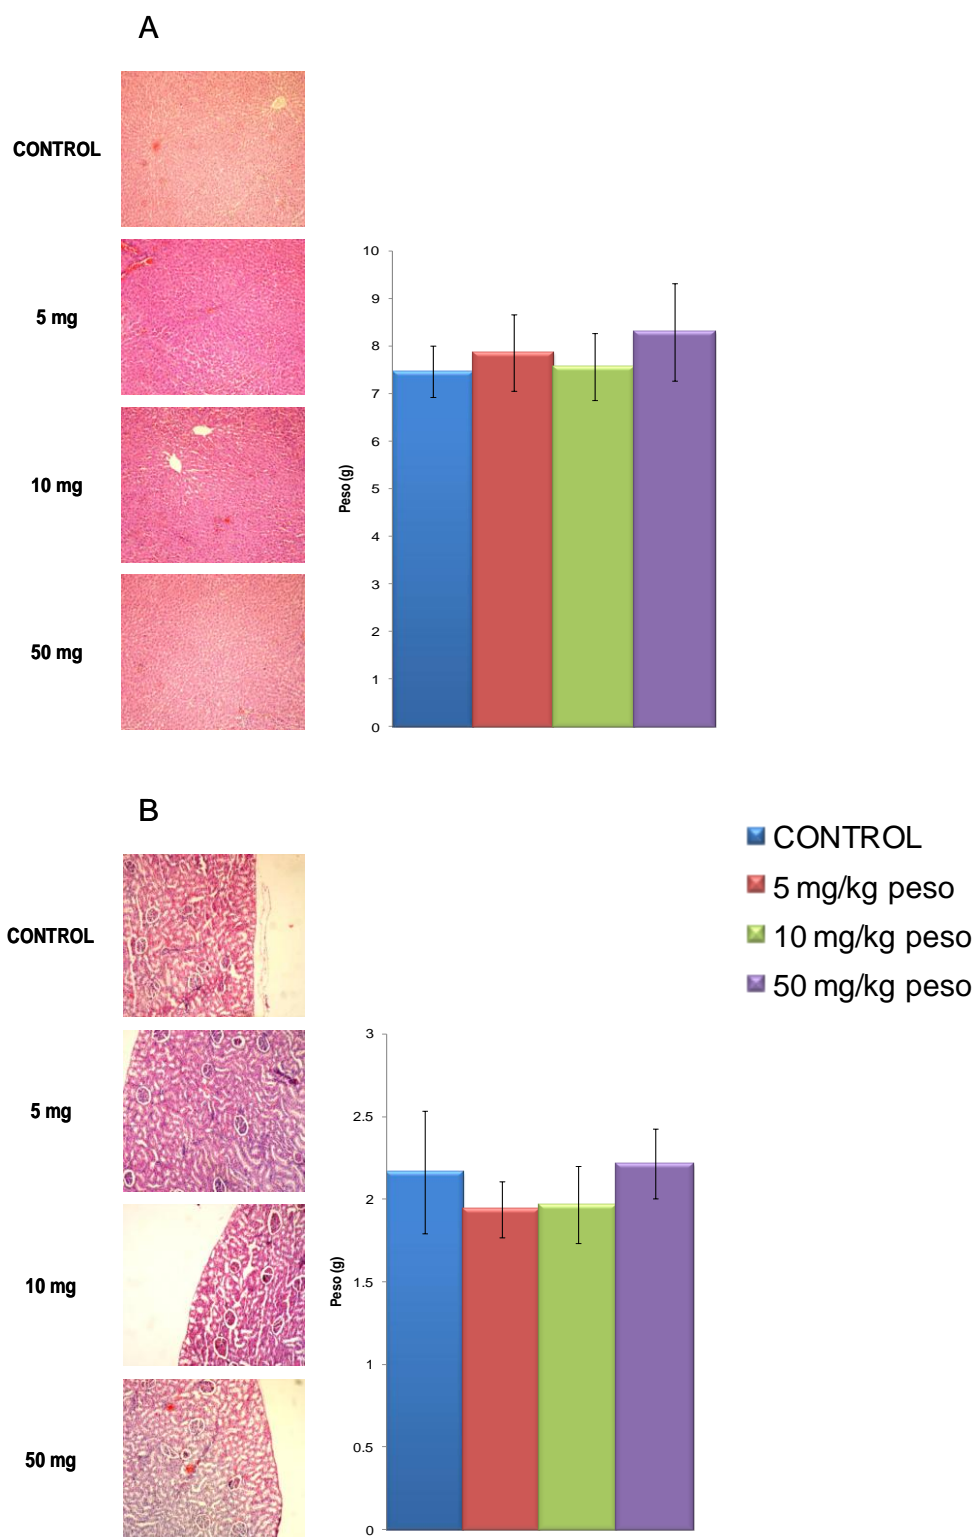 A
CONTROL
5 mg
10 mg
50 mg
10
9
8
7
6
5
4
3
2
1
0
Peso (g)
B
CONTROL
5 mg
10 mg
50 mg
3
2.5
2
1.5
1
0.5
0
Peso (g)
CONTROL
5 mg/kg peso
10 mg/kg peso
50 mg/kg peso